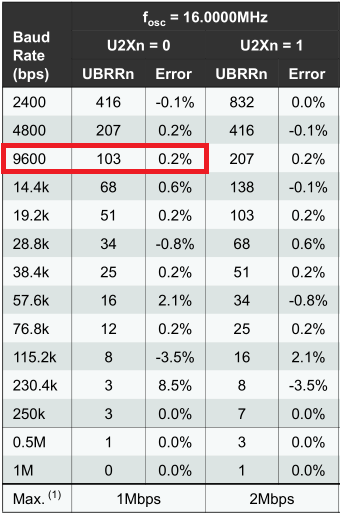 fosc = 16.0000MHz
Baud Rate (bps) U2Xn = 0 U2Xn = 1
UBRRn Error UBRRn Error
2400 416 -0.1% 832 0.0%
4800 207 0.2% 416 -0.1%
9600 103 0.2% 207 0.2%
14.4k 68 0.6% 138 -0.1%
19.2k 51 0.2% 103 0.2%
28.8k 34 -0.8% 68 0.6%
38.4k 25 0.2% 51 0.2%
57.6k 16 2.1% 34 -0.8%
76.8k 12 0.2% 25 0.2%
115.2k 8 -3.5% 16 2.1%
230.4k 3 8.5% 8 -3.5%
250k 3 0.0% 7 0.0%
0.5M 1 0.0% 3 0.0%
1M 0 0.0% 1 0.0%
Max. (1) 1Mbps 2Mbps